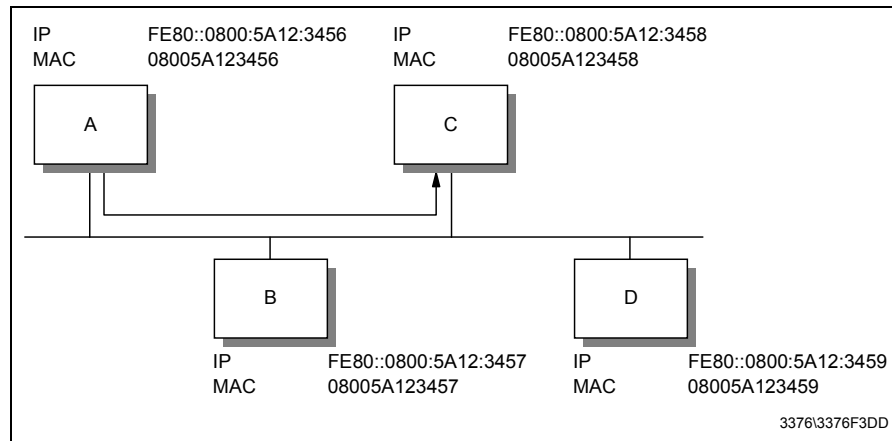 IP FE80::0800:5A12:3456 IP FE80::0800:5A12:3458
MAC 08005A123456 MAC 08005A123458
A C
B D
IP FE80::0800:5A12:3457 IP FE80::0800:5A12:3459
MAC 08005A123457 MAC 08005A123459
3376\3376F3DD